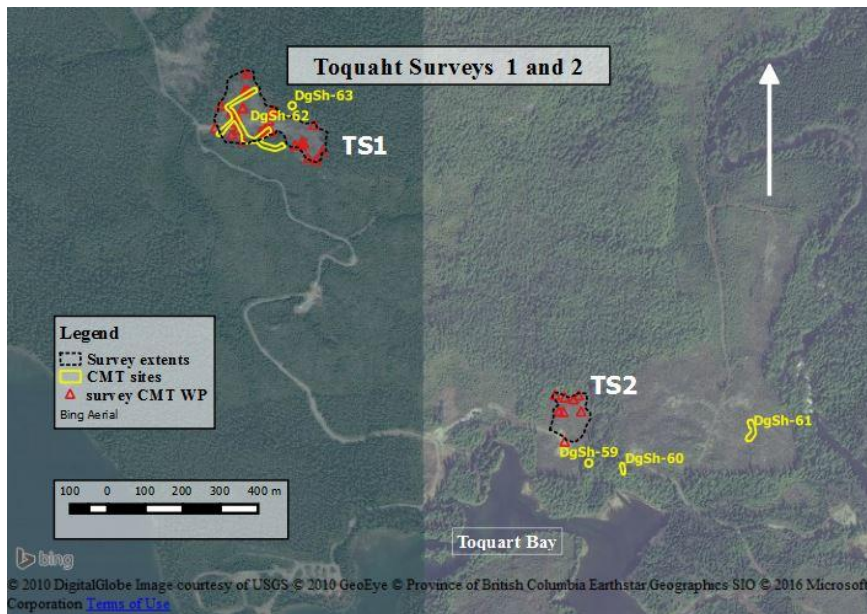 Toquaht Surveys 1 and 2
DgSh-63
DgSh-62
TS1
Legend
Survey extents
CMT sites
survey CMT WP
Bing Aerial
TS2
DgSh-61
DgSh-59
DgSh-60
100 0 100 200 300 400 m
Toquart Bay
bing
© 2010 DigitalGlobe Image courtesy of USGS © 2010 GeoEye © Province of British Columbia Earthstar Geographics SIO © 2016 Microsoft
Corporation Terms of Use